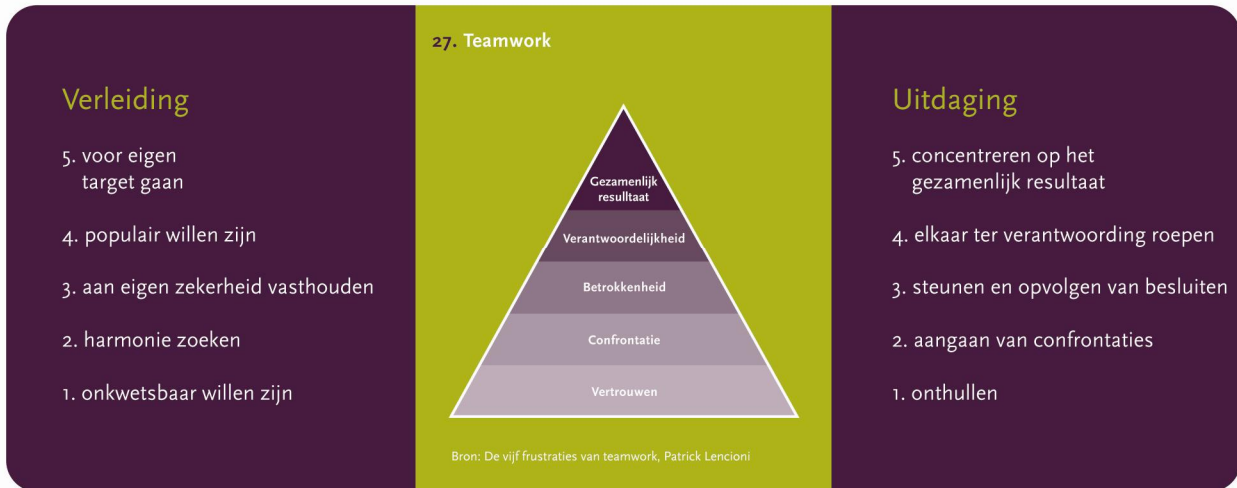 Verleiding
5. voor eigen
target gaan
4. populair willen zijn
3. aan eigen zekerheid vasthouden
2. harmonie zoeken
1. onkwetsbaar willen zijn
27. Teamwork
Gezamenlijk
resulltaat
Verantwoordelijkheid
Betrokkenheid
Confrontatie
Vertrouwen
Bron: De vijf frustraties van teamwork, Patrick Lencioni
Uitdaging
5. concentreren op het
gezamenlijk resultaat
4. elkaar ter verantwoording roepen
3. steunen en opvolgen van besluiten
2. aangaan van confrontaties
1. onthullen